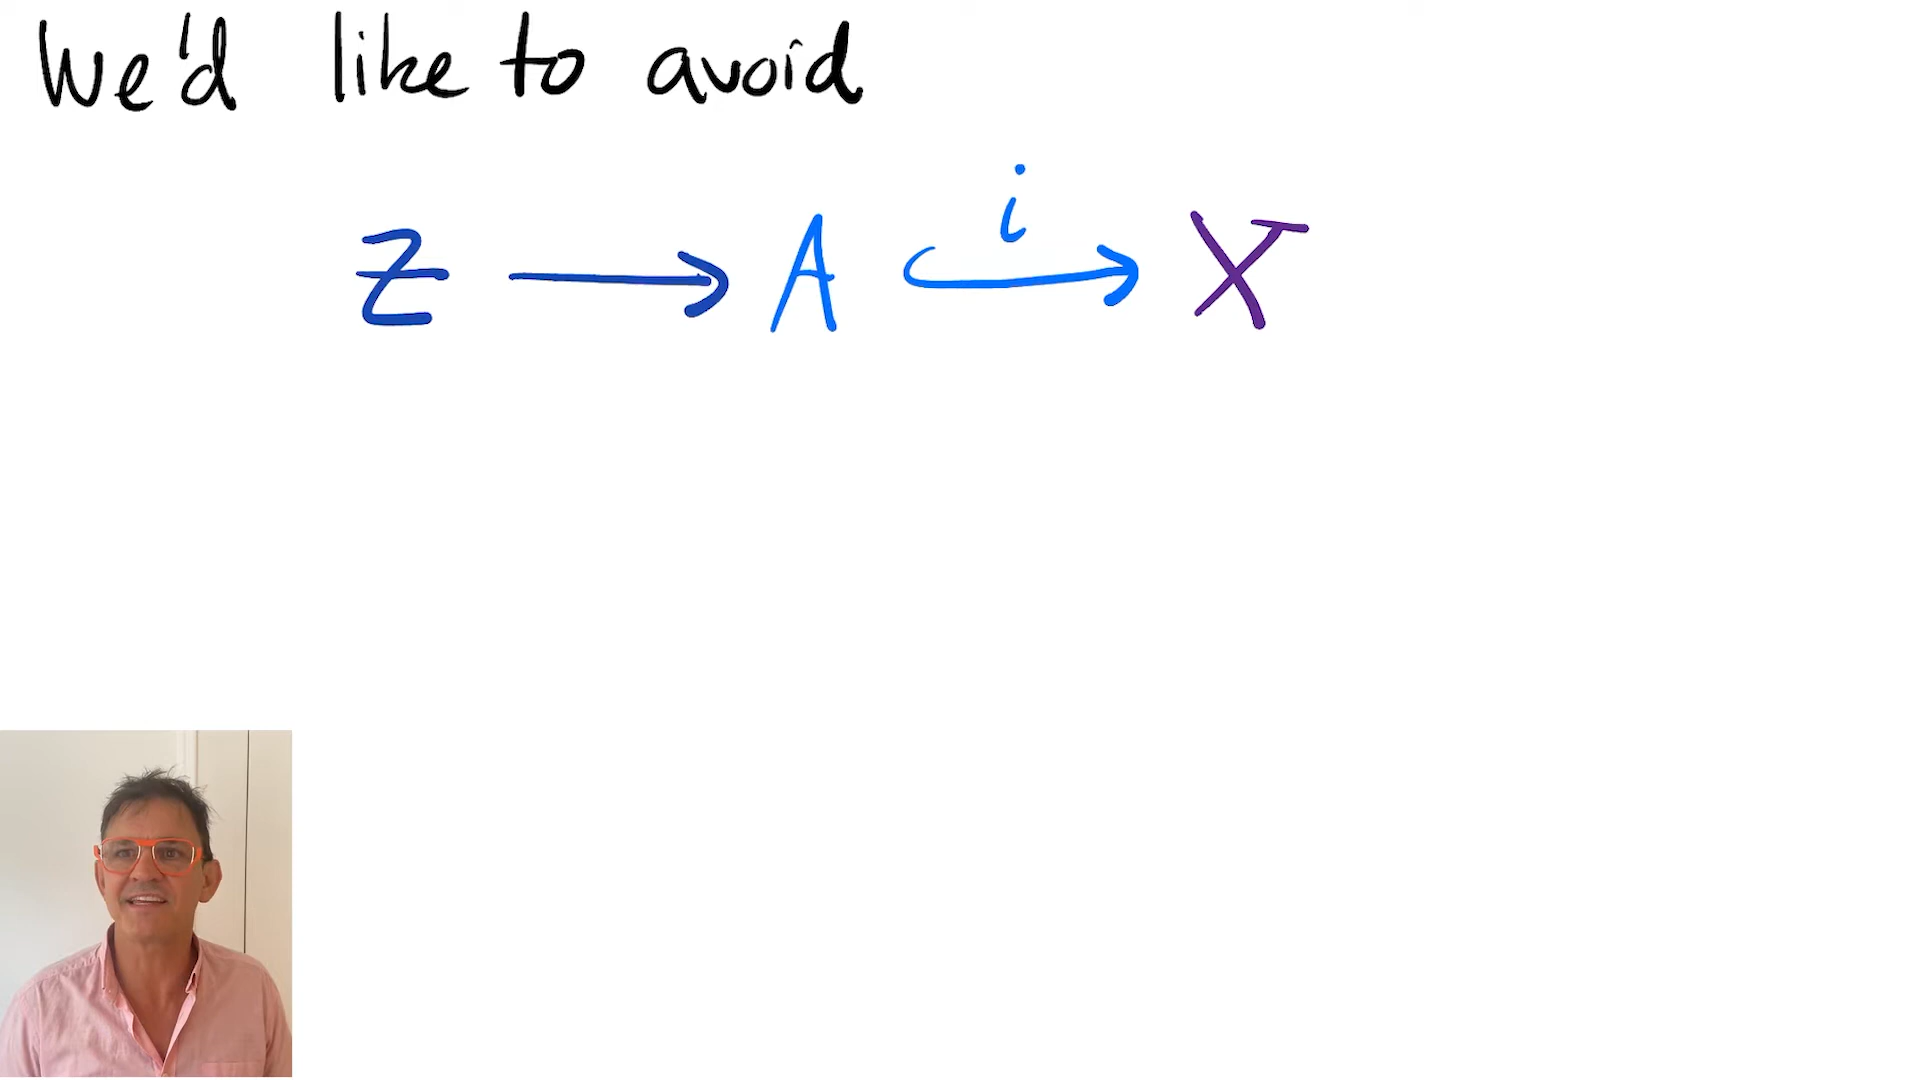 We'd like to avoid
i
Z → A ↪ X